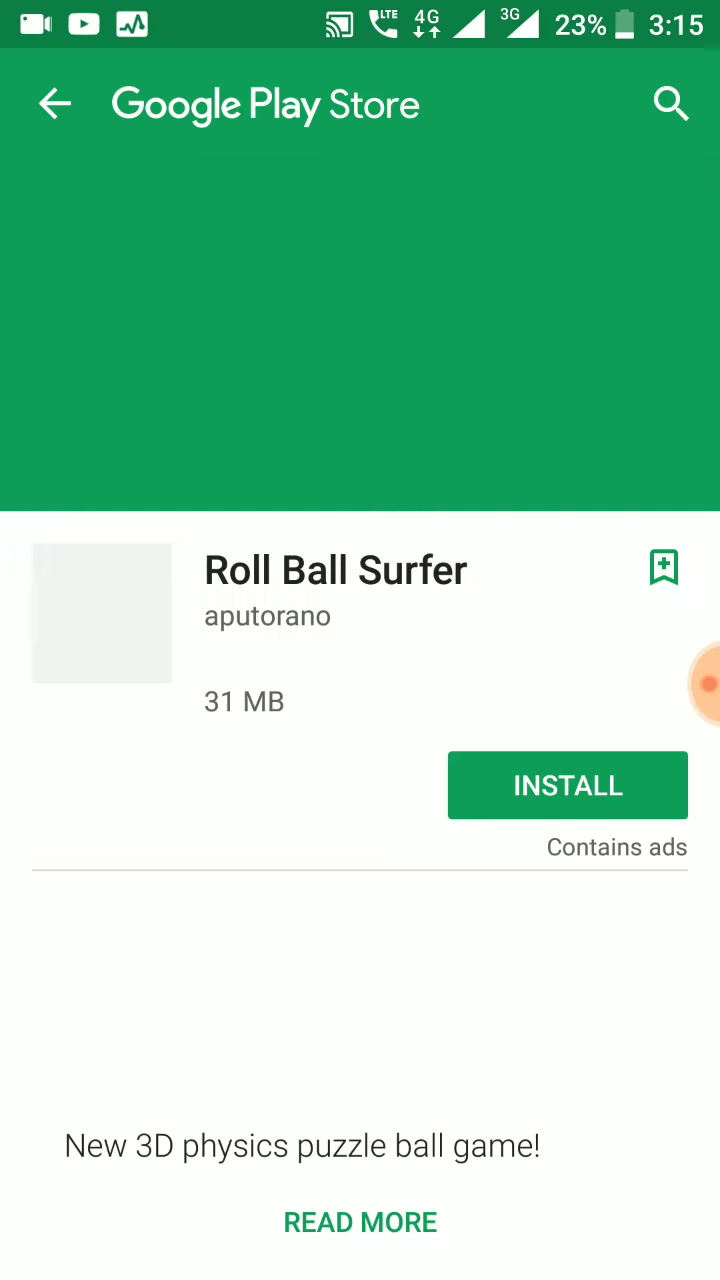 LTE 4G 3G 23% 3:15
Google Play Store
Roll Ball Surfer
aputorano
31 MB
INSTALL
Contains ads
New 3D physics puzzle ball game!
READ MORE